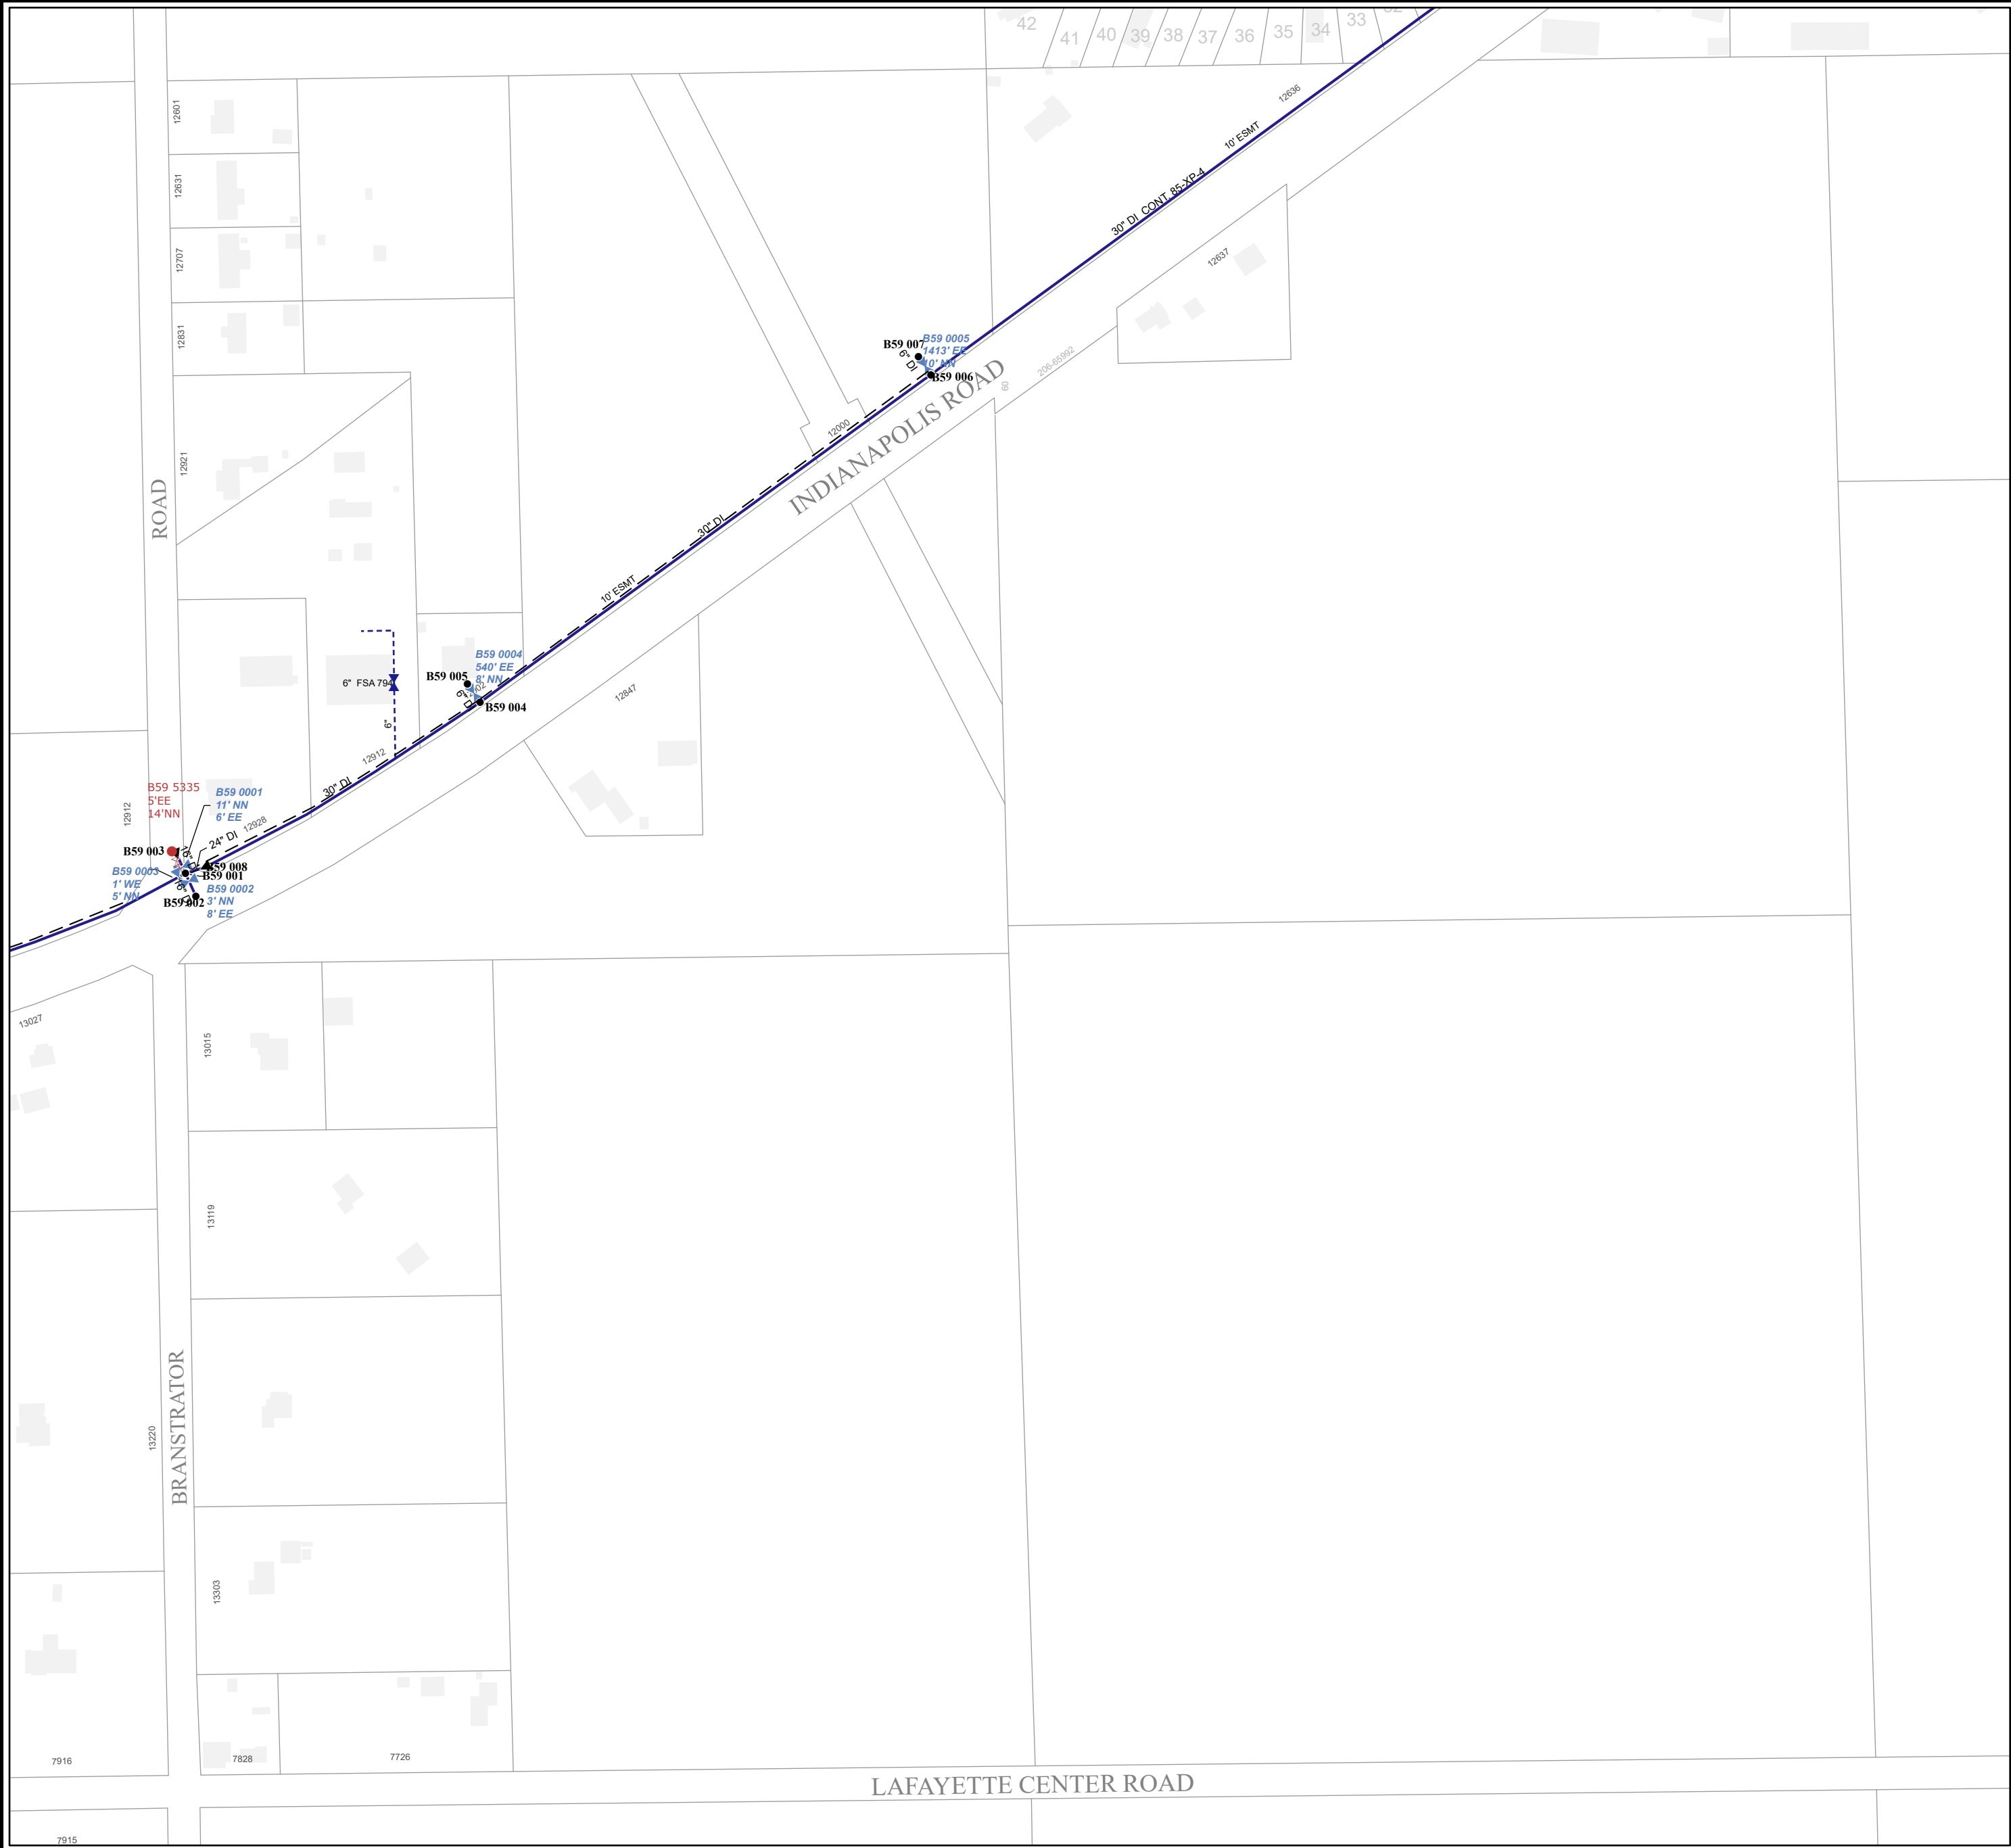 42
41
40
39
38
37
36
35
34
33
12636
10' ESMT
30" DI CONT. 85-XP-4
12601
12631
12707
12831
12921
ROAD
12637
B59 007
B59 0005
1413' EE
10' NN
6" DI
B59 006
206-65992
60
INDIANAPOLIS ROAD
12000
30" DI
10' ESMT
B59 0004
540' EE
8' NN
B59 005
6" DI
B59 004
6" FSA 794
6"
12847
12912
30" DI
12928
24" DI
B59 5335
5'EE
14'NN
B59 0001
11' NN
6' EE
12912
B59 003
16" DI
B59 008
B59 001
B59 0003
1' WE
5' NN
B59 002
B59 0002
3' NN
8' EE
13027
13015
13119
BRANSTRATOR
13220
13303
7916
7828
7726
LAFAYETTE CENTER ROAD
7915